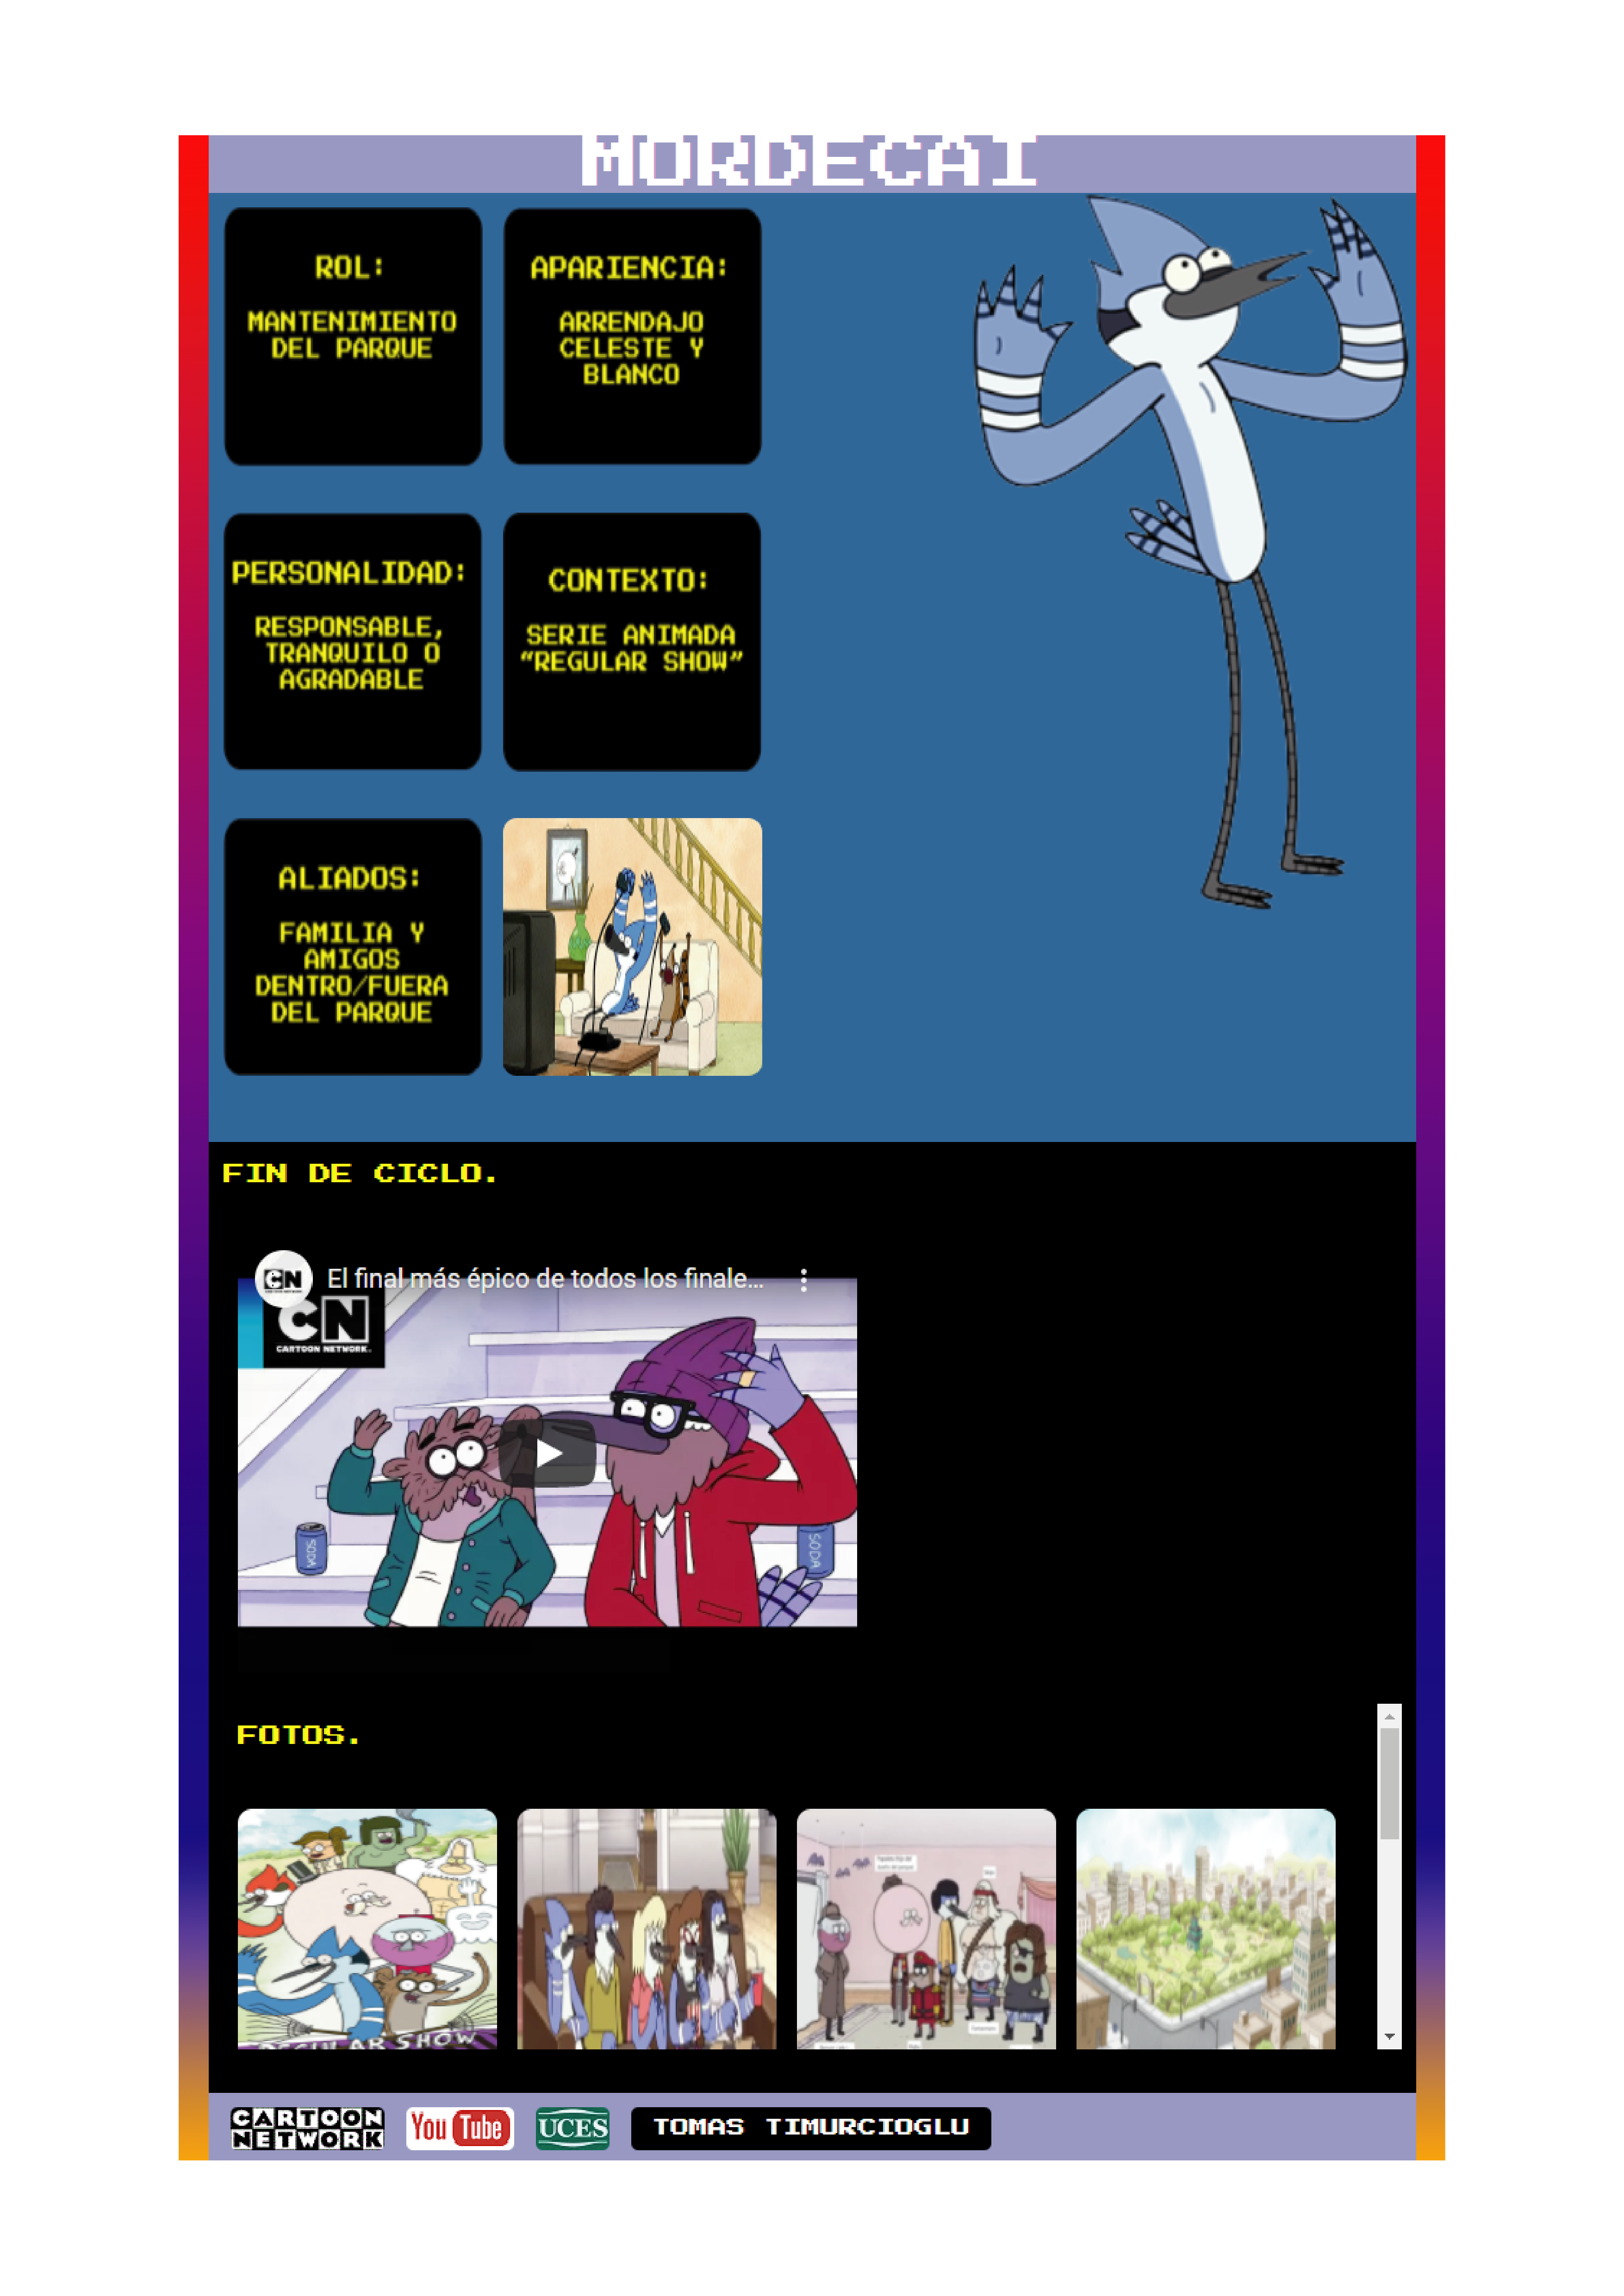 MORDECAI
ROL:
MANTENIMIENTO
DEL PARQUE
APARIENCIA:
ARRENDAJO
CELESTE Y
BLANCO
PERSONALIDAD:
RESPONSABLE,
TRANQUILO O
AGRADABLE
CONTEXTO:
SERIE ANIMADA
“REGULAR SHOW”
ALIADOS:
FAMILIA Y
AMIGOS
DENTRO/FUERA
DEL PARQUE
FIN DE CICLO.
CN
El final más épico de todos los finale...
CN
CARTOON NETWORK.
SODA
SODA
FOTOS.
REGULAR SHOW
CARTOON
NETWORK
YouTube
UCES
TOMAS TIMURCIOGLU